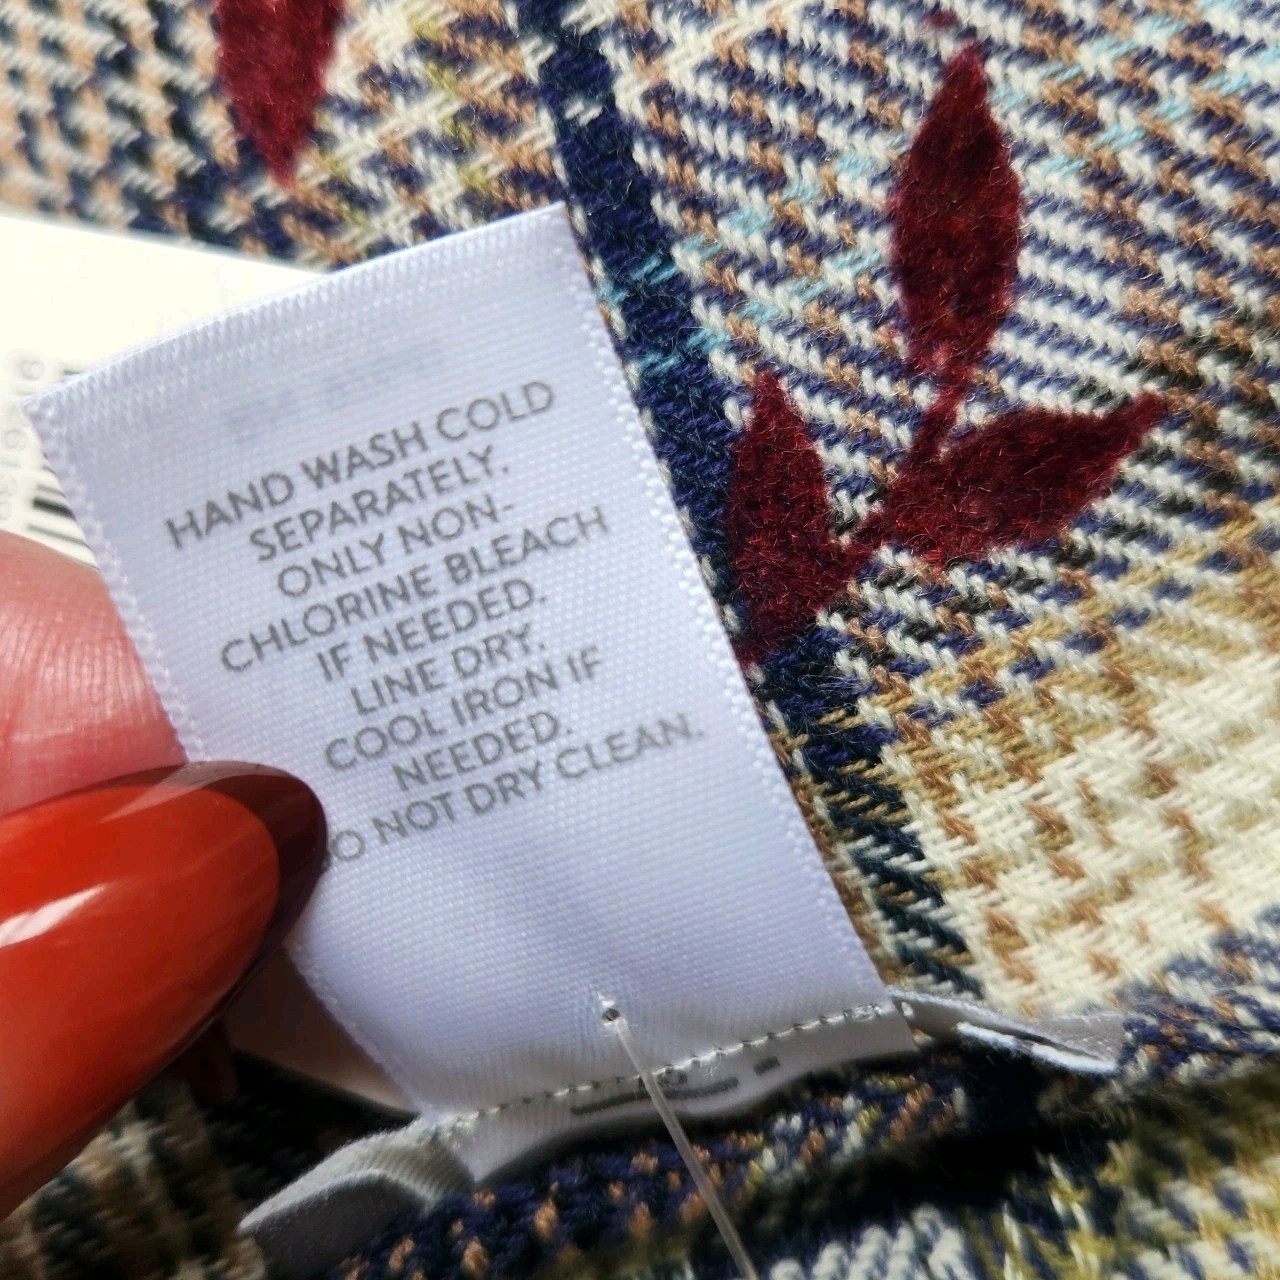 HAND WASH COLD
SEPARATELY.
ONLY NON-
CHLORINE BLEACH
IF NEEDED.
LINE DRY.
COOL IRON IF
NEEDED.
NOT DRY CLEAN.